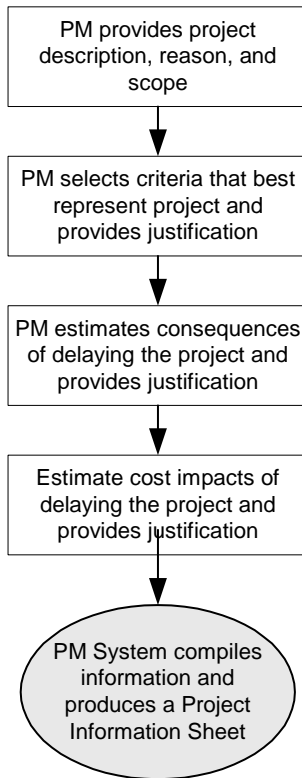 PM provides project
description, reason, and
scope
PM selects criteria that best
represent project and
provides justification
PM estimates consequences
of delaying the project and
provides justification
Estimate cost impacts of
delaying the project and
provides justification
PM System compiles
information and
produces a Project
Information Sheet